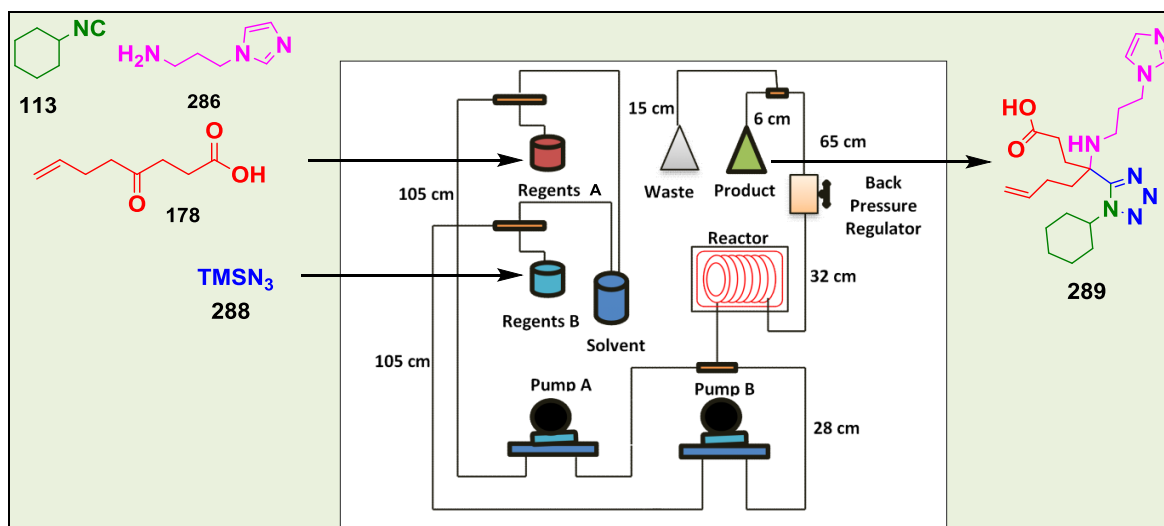 NC
113
H2N
N
N
286
O
OH
O
178
TMSN3
288
105 cm
105 cm
Regents A
Regents B
Solvent
Pump A
Pump B
15 cm
6 cm
65 cm
Waste
Product
Back
Pressure
Regulator
Reactor
32 cm
28 cm
N
N
HO
O
HN
N
N
N
N
289